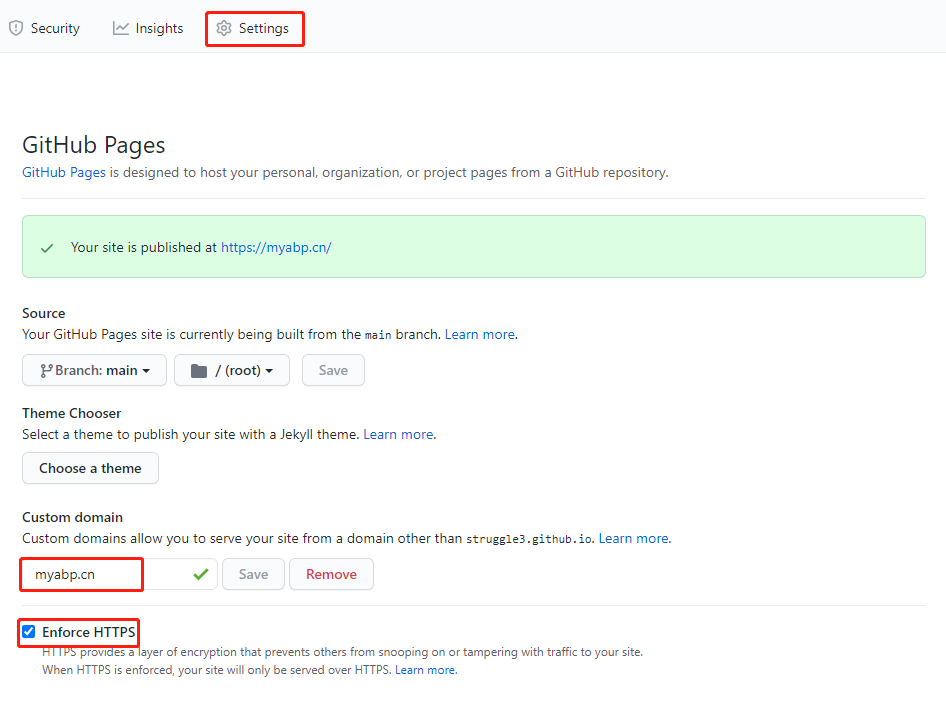 Security Insights Settings
GitHub Pages
GitHub Pages is designed to host your personal, organization, or project pages from a GitHub repository.
Your site is published at https://myabp.cn/
Source
Your GitHub Pages site is currently being built from the main branch. Learn more.
Branch: main / (root) Save
Theme Chooser
Select a theme to publish your site with a Jekyll theme. Learn more.
Choose a theme
Custom domain
Custom domains allow you to serve your site from a domain other than struggle3.github.io. Learn more.
myabp.cn Save Remove
Enforce HTTPS
HTTPS provides a layer of encryption that prevents others from snooping on or tampering with traffic to your site.
When HTTPS is enforced, your site will only be served over HTTPS. Learn more.